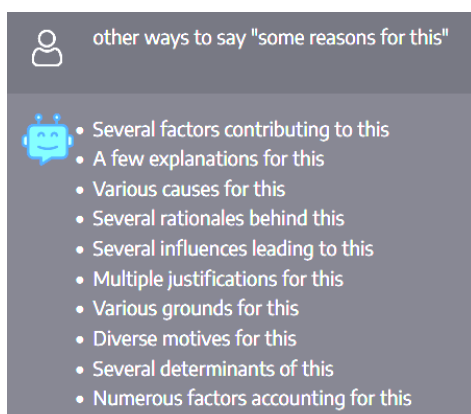 other ways to say "some reasons for this"
• Several factors contributing to this
• A few explanations for this
• Various causes for this
• Several rationales behind this
• Several influences leading to this
• Multiple justifications for this
• Various grounds for this
• Diverse motives for this
• Several determinants of this
• Numerous factors accounting for this